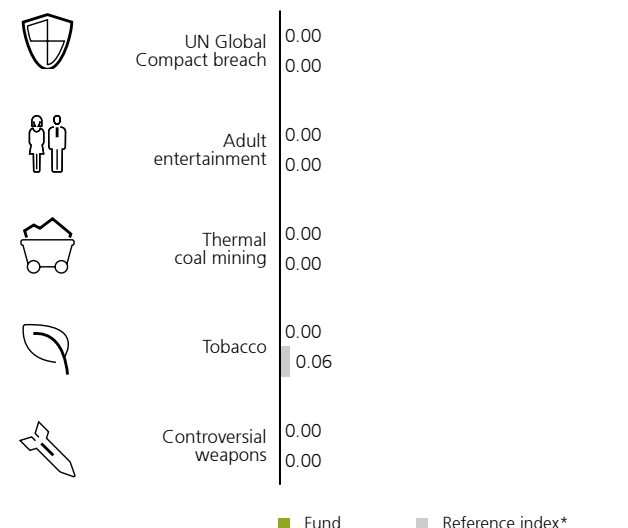 UN Global
Compact breach
0.00
0.00
Adult
entertainment
0.00
0.00
Thermal
coal mining
0.00
0.00
Tobacco
0.00
0.06
Controversial
weapons
0.00
0.00
Fund
Reference index*